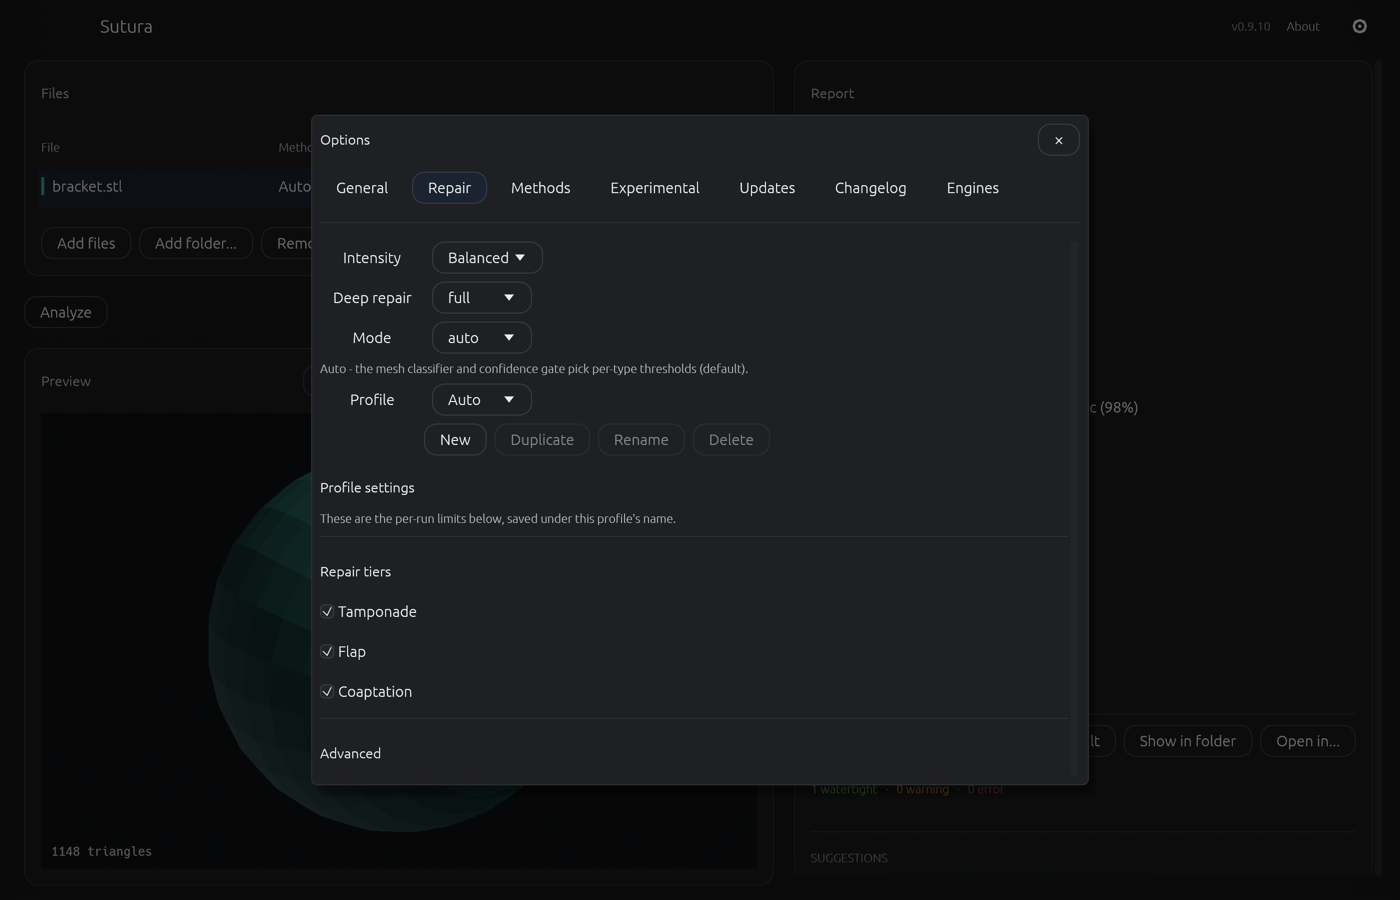 Sutura
v0.9.10 About
Files
Report
File
bracket.stl
Auto
Add files Add folder...
Analyze
Preview
1148 triangles
Options
×
General Repair Methods Experimental Updates Changelog Engines
Intensity Balanced
Deep repair full
Mode auto
Auto - the mesh classifier and confidence gate pick per-type thresholds (default).
Profile Auto
New Duplicate Rename Delete
Profile settings
These are the per-run limits below, saved under this profile's name.
Repair tiers
Tamponade
Flap
Coaptation
Advanced
(98%)
Show in folder Open in...
1 watertight · 0 warning · 0 error
SUGGESTIONS